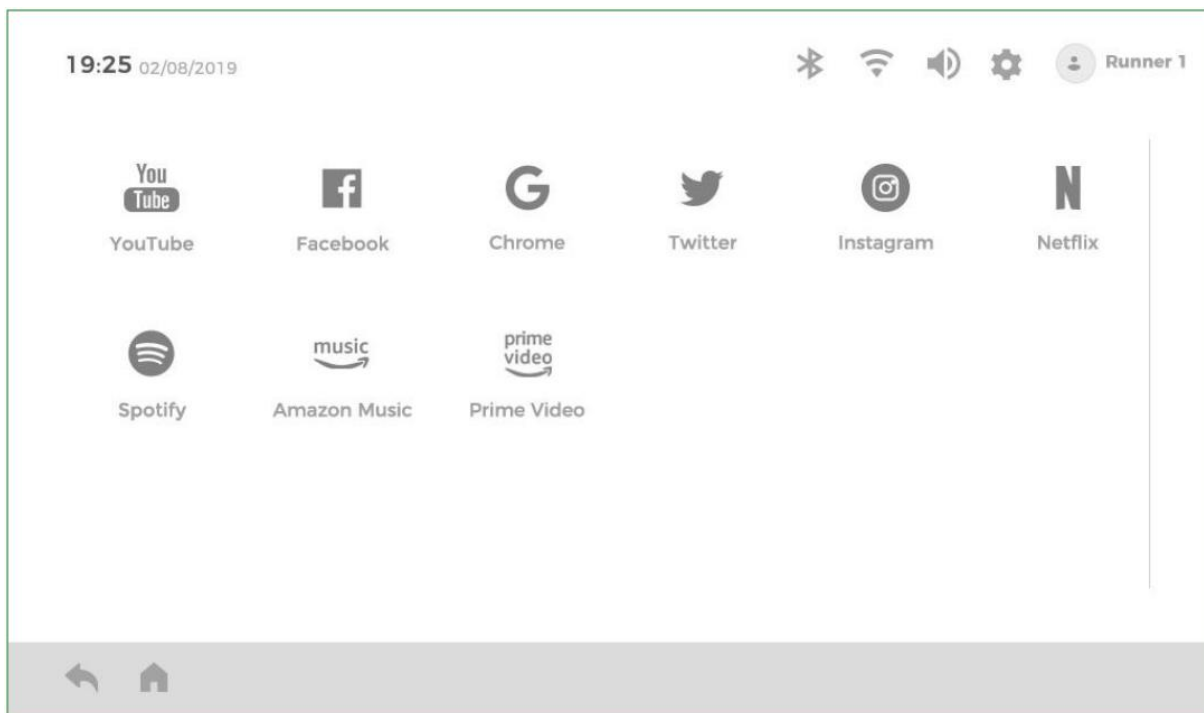 19:25 02/08/2019
Runner 1
You
Tube
YouTube
f
Facebook
G
Chrome
Twitter
Instagram
N
Netflix
Spotify
music
Amazon Music
prime
video
Prime Video